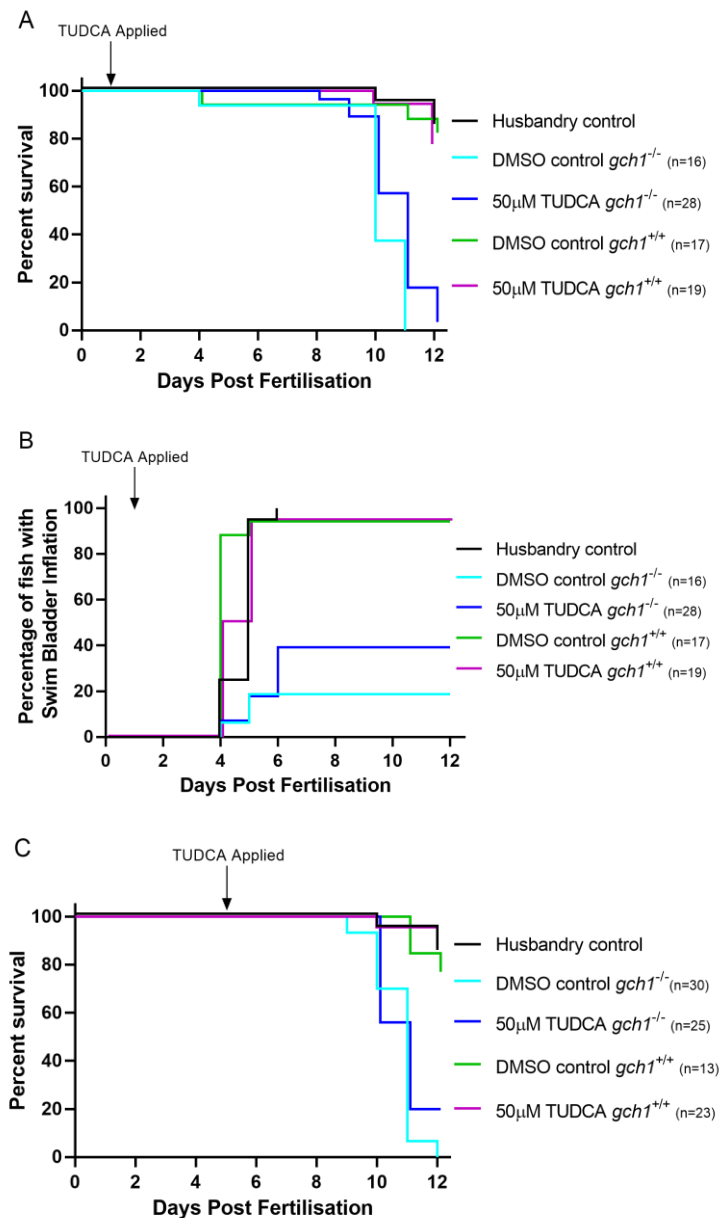 A
TUDCA Applied
100
80
60
40
20
0
Percent survival
0 2 4 6 8 10 12
Days Post Fertilisation
Husbandry control
DMSO control gch1-/- (n=16)
50µM TUDCA gch1-/- (n=28)
DMSO control gch1+/+ (n=17)
50µM TUDCA gch1+/+ (n=19)
B
TUDCA Applied
100
80
60
40
20
0
Percentage of fish with
Swim Bladder Inflation
0 2 4 6 8 10 12
Days Post Fertilisation
Husbandry control
DMSO control gch1-/- (n=16)
50µM TUDCA gch1-/- (n=28)
DMSO control gch1+/+ (n=17)
50µM TUDCA gch1+/+ (n=19)
C
TUDCA Applied
100
80
60
40
20
0
Percent survival
0 2 4 6 8 10 12
Days Post Fertilisation
Husbandry control
DMSO control gch1-/- (n=30)
50µM TUDCA gch1-/- (n=25)
DMSO control gch1+/+ (n=13)
50µM TUDCA gch1+/+ (n=23)